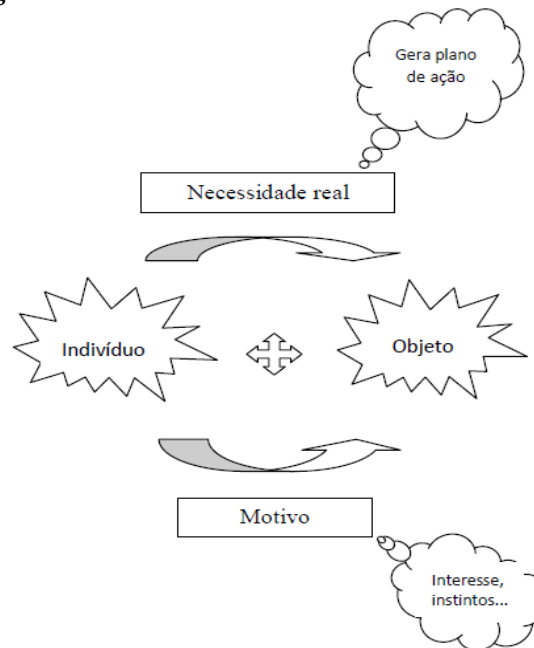 Gera plano
de ação
Necessidade real
Indivíduo
Objeto
Motivo
Interesse,
instintos...